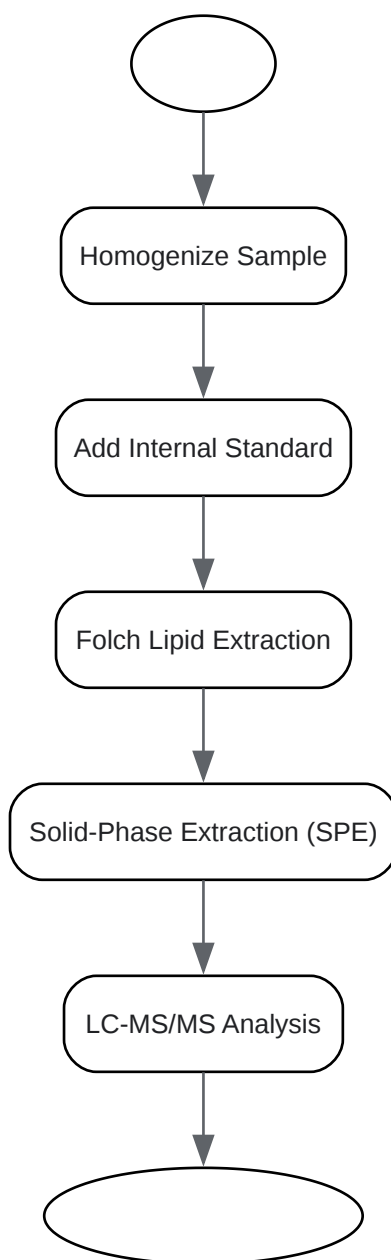 Homogenize Sample
Add Internal Standard
Folch Lipid Extraction
Solid-Phase Extraction (SPE)
LC-MS/MS Analysis